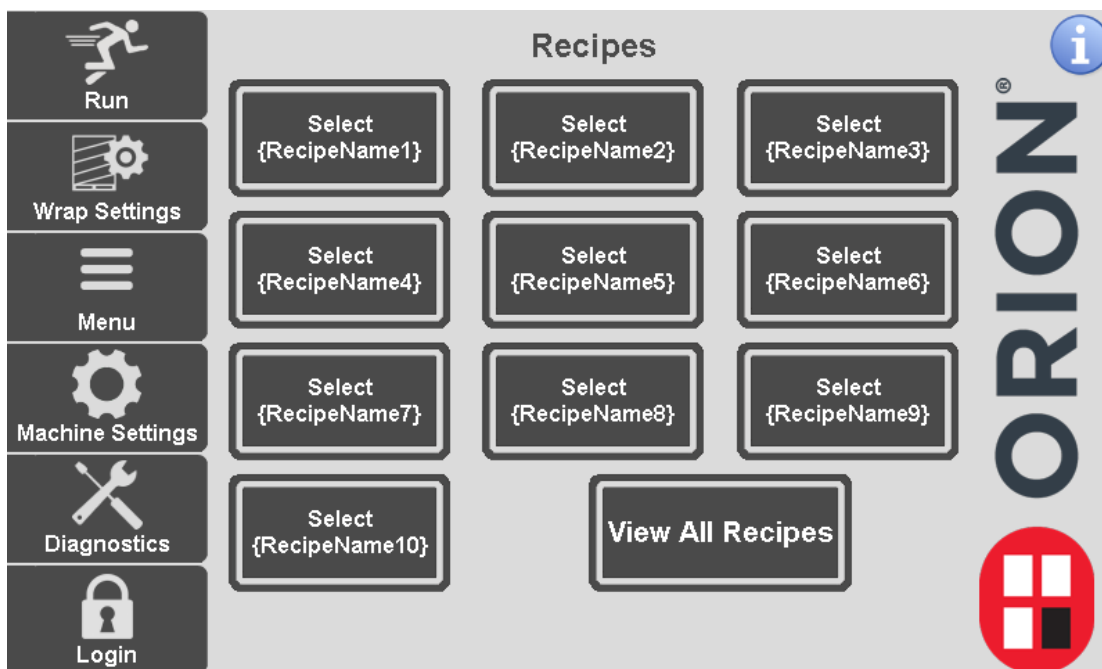 Recipes
i
Run
Wrap Settings
Menu
Machine Settings
Diagnostics
Login
Select
{RecipeName1}
Select
{RecipeName2}
Select
{RecipeName3}
Select
{RecipeName4}
Select
{RecipeName5}
Select
{RecipeName6}
Select
{RecipeName7}
Select
{RecipeName8}
Select
{RecipeName9}
Select
{RecipeName10}
View All Recipes
ORION®